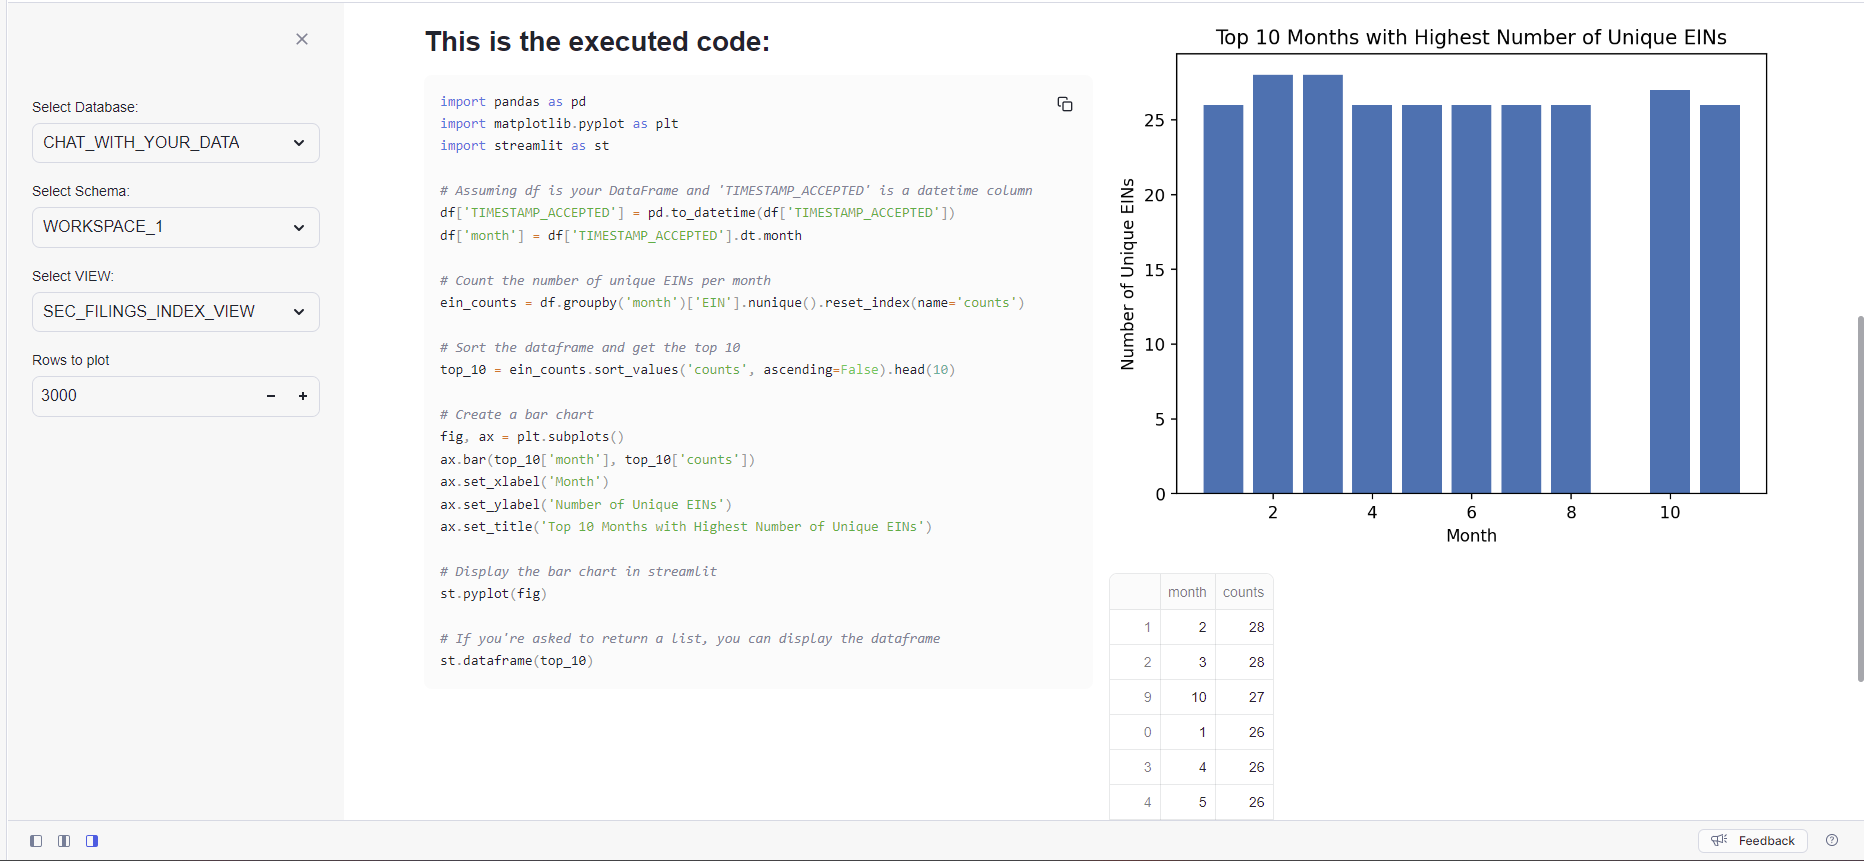 Select Database:
CHAT_WITH_YOUR_DATA
Select Schema:
WORKSPACE_1
Select VIEW:
SEC_FILINGS_INDEX_VIEW
Rows to plot
3000
This is the executed code:
import pandas as pd
import matplotlib.pyplot as plt
import streamlit as st
# Assuming df is your DataFrame and 'TIMESTAMP_ACCEPTED' is a datetime column
df['TIMESTAMP_ACCEPTED'] = pd.to_datetime(df['TIMESTAMP_ACCEPTED'])
df['month'] = df['TIMESTAMP_ACCEPTED'].dt.month
# Count the number of unique EINs per month
ein_counts = df.groupby('month')['EIN'].nunique().reset_index(name='counts')
# Sort the dataframe and get the top 10
top_10 = ein_counts.sort_values('counts', ascending=False).head(10)
# Create a bar chart
fig, ax = plt.subplots()
ax.bar(top_10['month'], top_10['counts'])
ax.set_xlabel('Month')
ax.set_ylabel('Number of Unique EINs')
ax.set_title('Top 10 Months with Highest Number of Unique EINs')
# Display the bar chart in streamlit
st.pyplot(fig)
# If you're asked to return a list, you can display the dataframe
st.dataframe(top_10)
Top 10 Months with Highest Number of Unique EINs
Number of Unique EINs
25
20
15
10
5
0
2 4 6 8 10
Month
month counts
1 2 28
2 3 28
9 10 27
0 1 26
3 4 26
4 5 26
Feedback